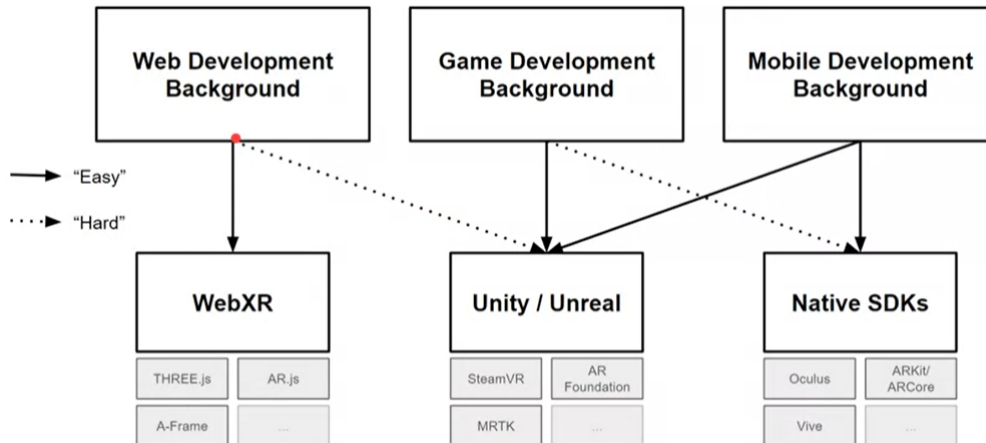 Web Development
Background
Game Development
Background
Mobile Development
Background
“Easy”
“Hard”
WebXR
Unity / Unreal
Native SDKs
THREE.js
AR.js
SteamVR
AR
Foundation
Oculus
ARKit/
ARCore
A-Frame
...
MRTK
...
Vive
...